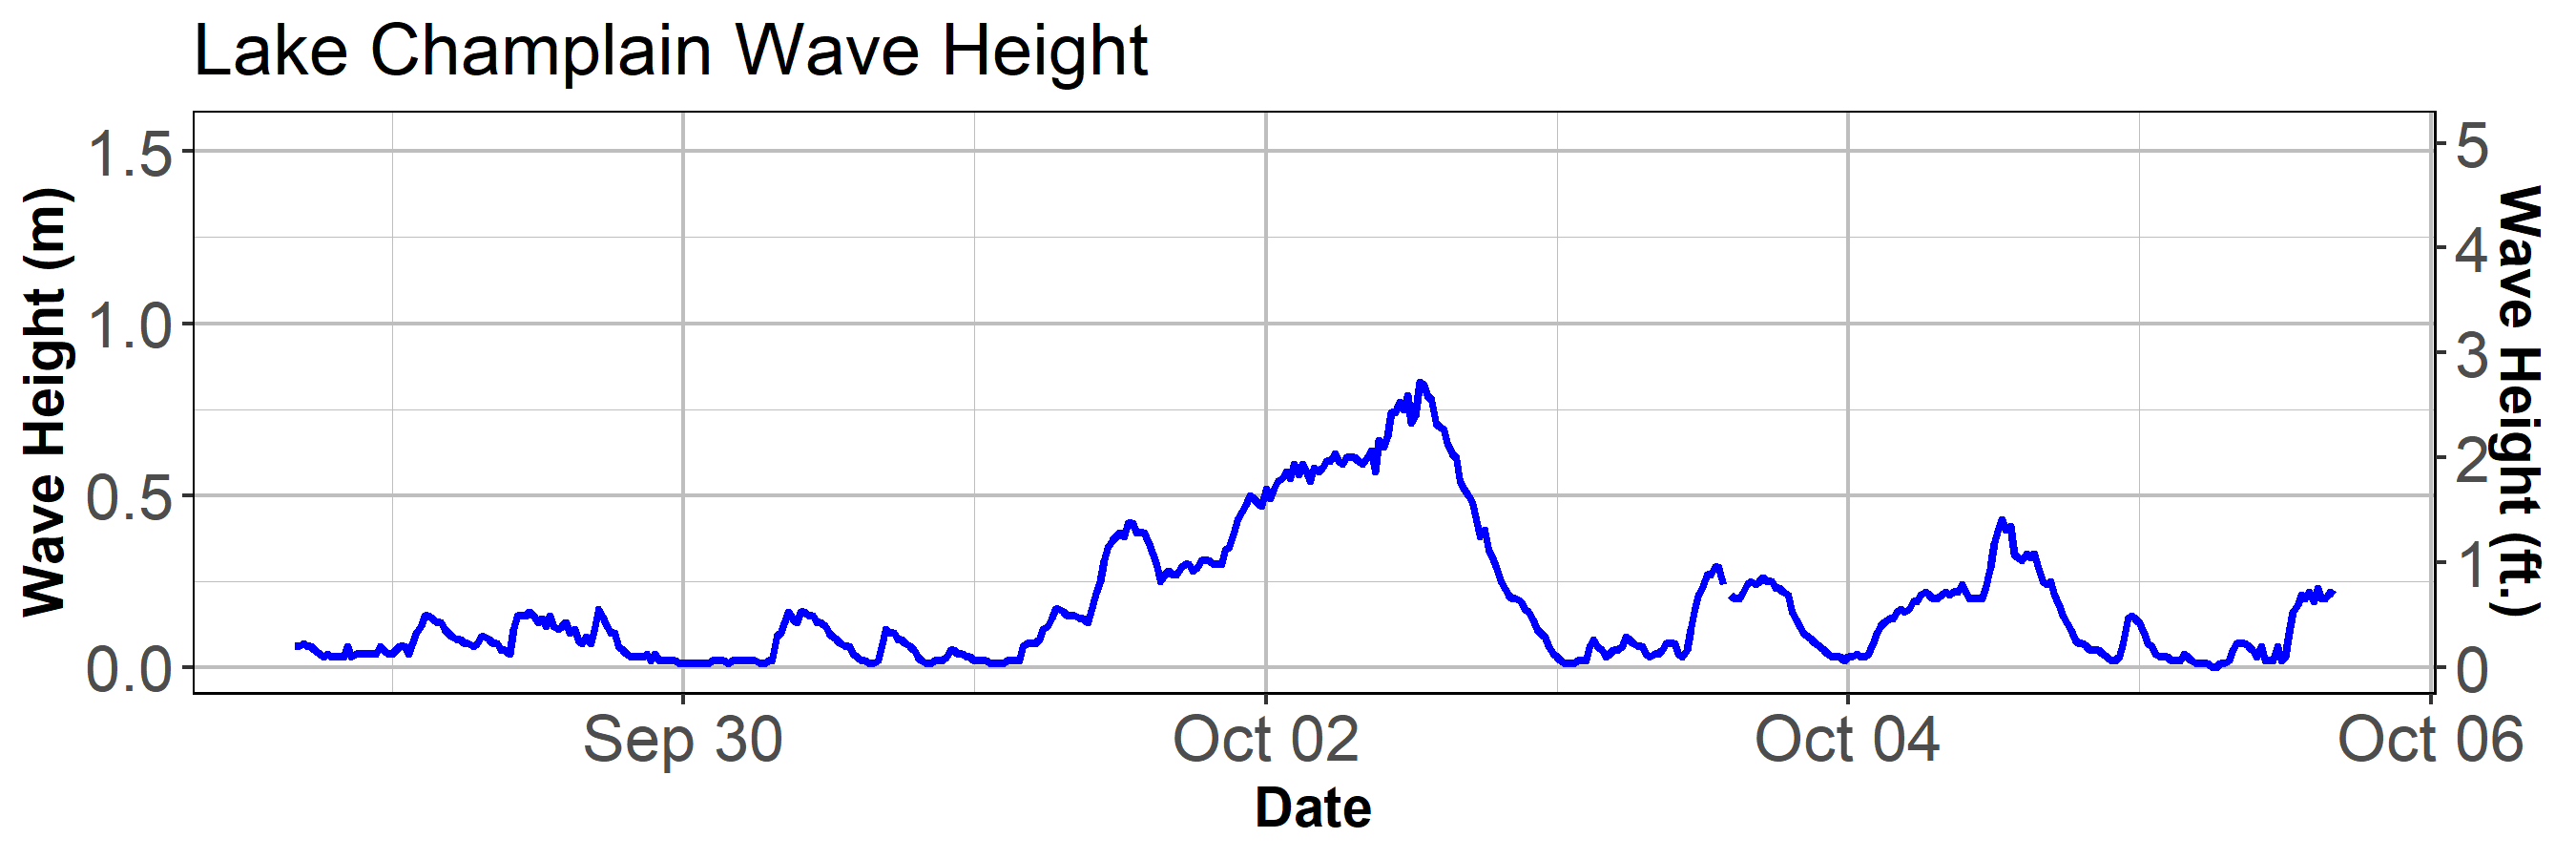 Lake Champlain Wave Height
Wave Height (m)
1.5
1.0
0.5
0.0
5
4
3
2
1
0
Wave Height (ft.)
Sep 30
Oct 02
Oct 04
Oct 06
Date